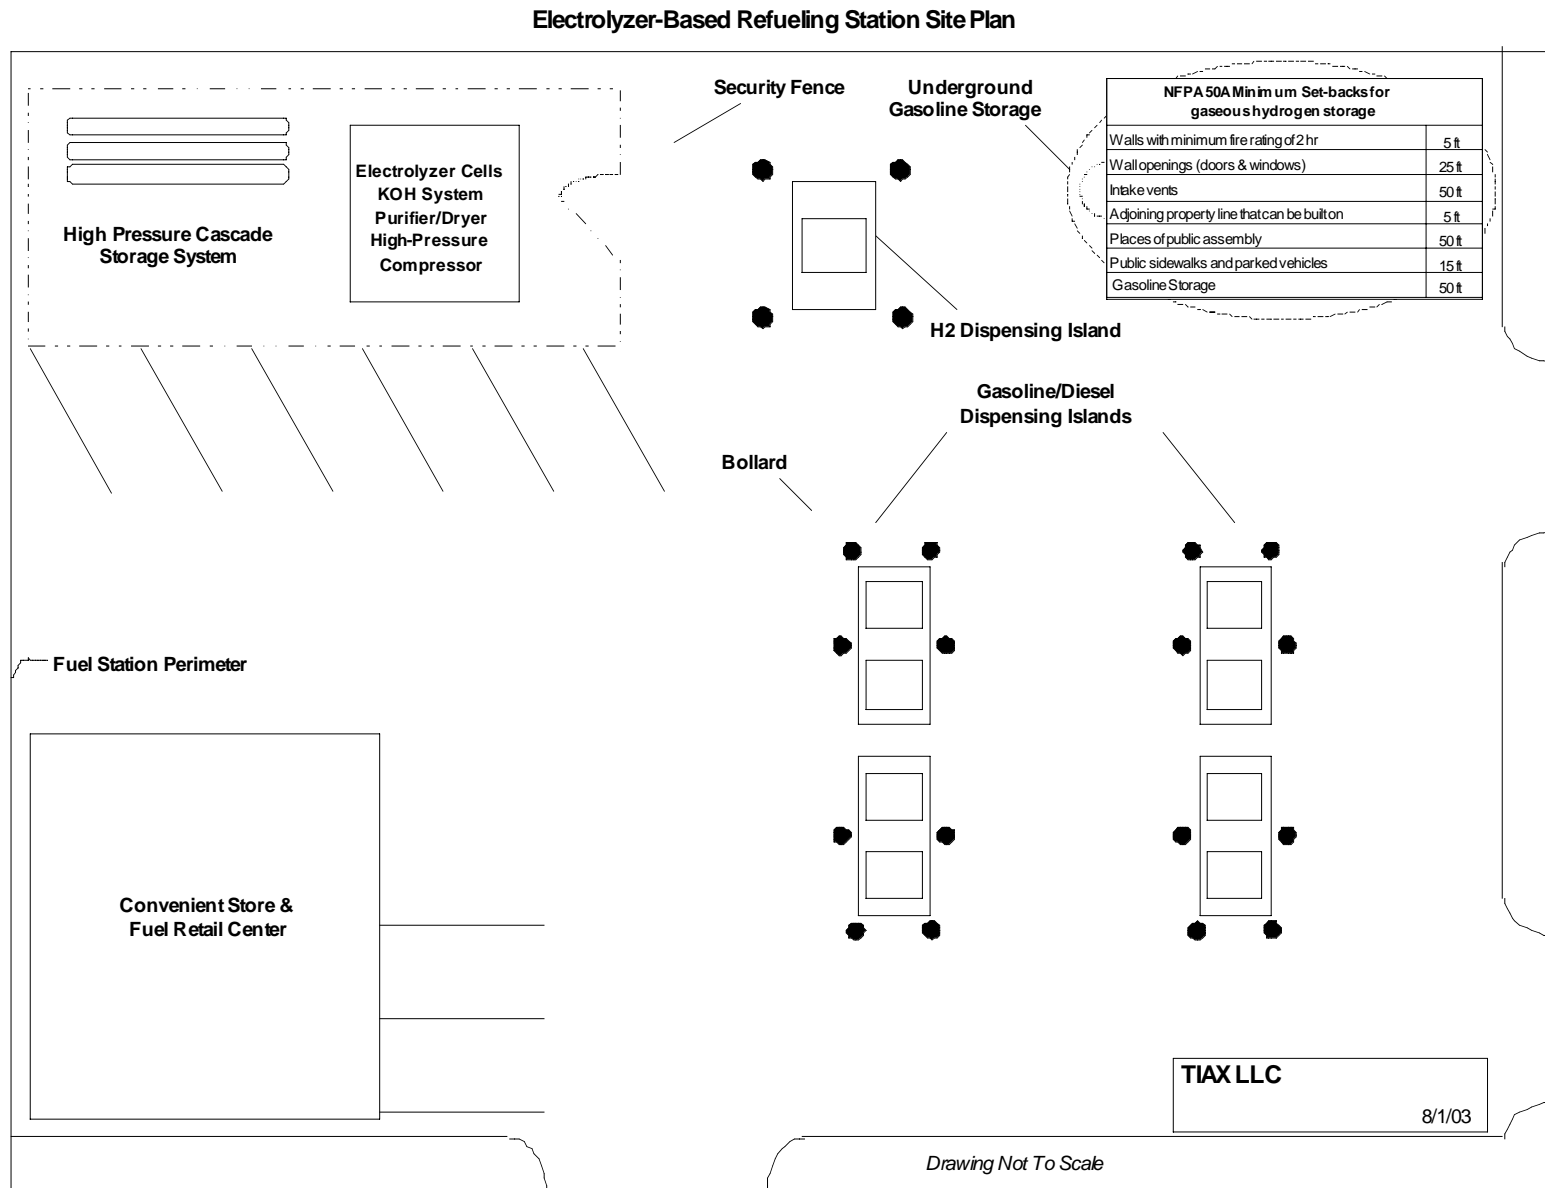 Electrolyzer-Based Refueling Station Site Plan
Security Fence
Underground
Gasoline Storage
NFPA 50A Minimum Set-backs for
gaseous hydrogen storage
Walls with minimum fire rating of 2 hr 5 ft
Wall openings (doors & windows) 25 ft
Intake vents 50 ft
Adjoining property line that can be built on 5 ft
Places of public assembly 50 ft
Public sidewalks and parked vehicles 15 ft
Gasoline Storage 50 ft
Electrolyzer Cells
KOH System
Purifier/Dryer
High-Pressure
Compressor
High Pressure Cascade
Storage System
H2 Dispensing Island
Gasoline/Diesel
Dispensing Islands
Bollard
Fuel Station Perimeter
Convenient Store &
Fuel Retail Center
TIAX LLC
8/1/03
Drawing Not To Scale